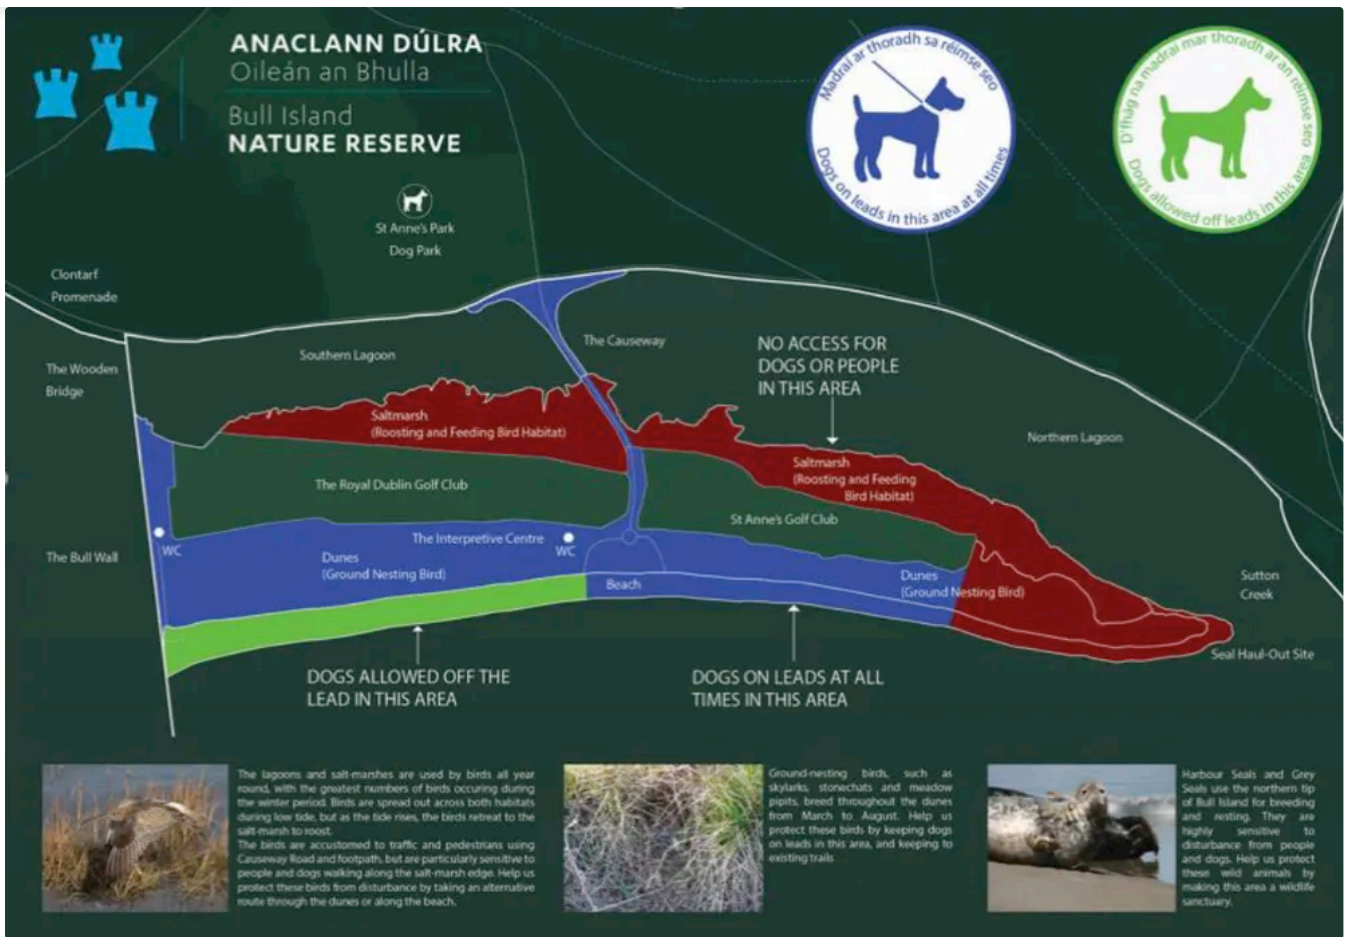 ANACLANN DÚLRA
Oileán an Bhulla
Bull Island
NATURE RESERVE
Madraí ar thoradh sa réimse seo
Dogs on leads in this area at all times
D'fhág na madraí mar thoradh ar an réimse seo
Dogs allowed off leads in this area
St Anne's Park
Dog Park
Clontarf
Promenade
The Wooden
Bridge
Southern Lagoon
The Causeway
NO ACCESS FOR
DOGS OR PEOPLE
IN THIS AREA
Northern Lagoon
Saltmarsh
(Roosting and Feeding Bird Habitat)
Saltmarsh
(Roosting and Feeding
Bird Habitat)
The Royal Dublin Golf Club
St Anne's Golf Club
The Interpretive Centre
WC
WC
The Bull Wall
Dunes
(Ground Nesting Bird)
Beach
Dunes
(Ground Nesting Bird)
Sutton
Creek
Seal Haul-Out Site
DOGS ALLOWED OFF THE
LEAD IN THIS AREA
DOGS ON LEADS AT ALL
TIMES IN THIS AREA
The lagoons and salt-marshes are used by birds all year
round, with the greatest numbers of birds occuring during
the winter period. Birds are spread out across both habitats
during low tide, but as the tide rises, the birds retreat to the
salt-marsh to roost.
The birds are accustomed to traffic and pedestrians using
Causeway Road and footpath, but are particularly sensitive to
people and dogs walking along the salt-marsh edge. Help us
protect these birds from disturbance by taking an alternative
route through the dunes or along the beach.
Ground-nesting birds, such as
skylarks, stonechats and meadow
pipits, breed throughout the dunes
from March to August. Help us
protect these birds by keeping dogs
on leads in this area, and keeping to
existing trails
Harbour Seals and Grey
Seals use the northern tip
of Bull Island for breeding
and resting. They are
highly sensitive to
disturbance from people
and dogs. Help us protect
these wild animals by
making this area a wildlife
sanctuary.